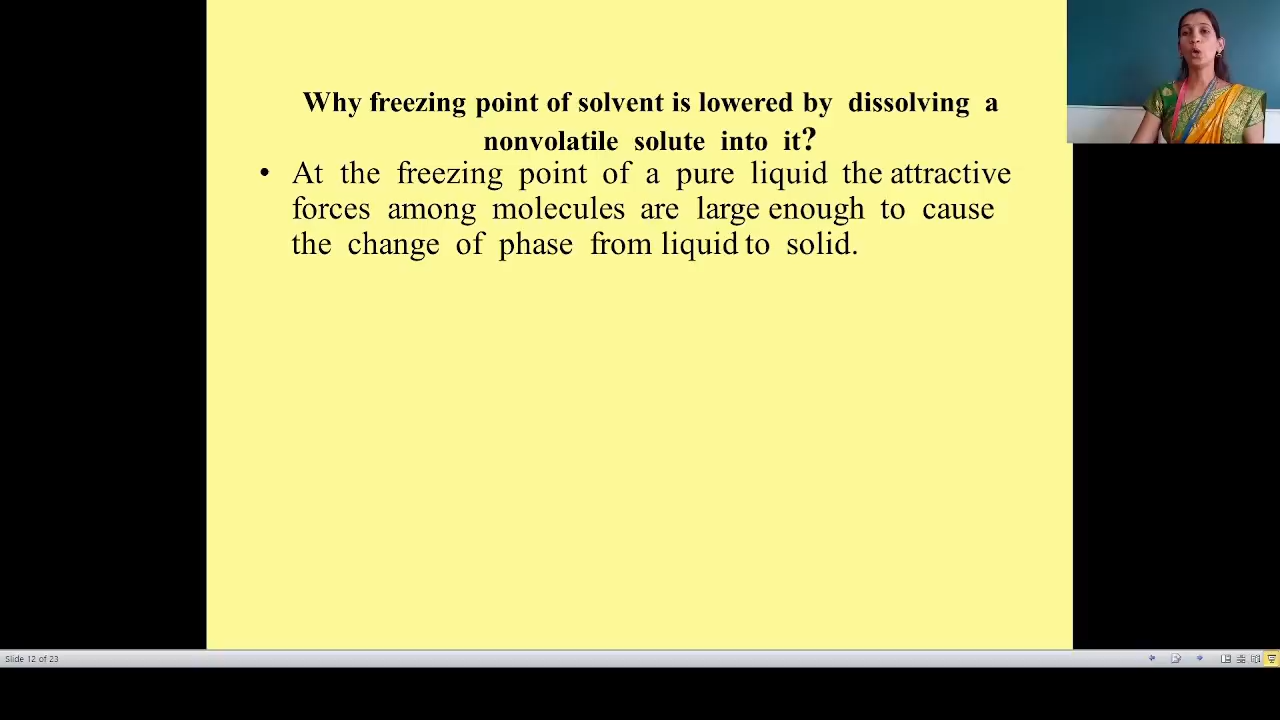 Why freezing point of solvent is lowered by dissolving a
nonvolatile solute into it?
• At the freezing point of a pure liquid the attractive
forces among molecules are large enough to cause
the change of phase from liquid to solid.
Slide 12 of 23